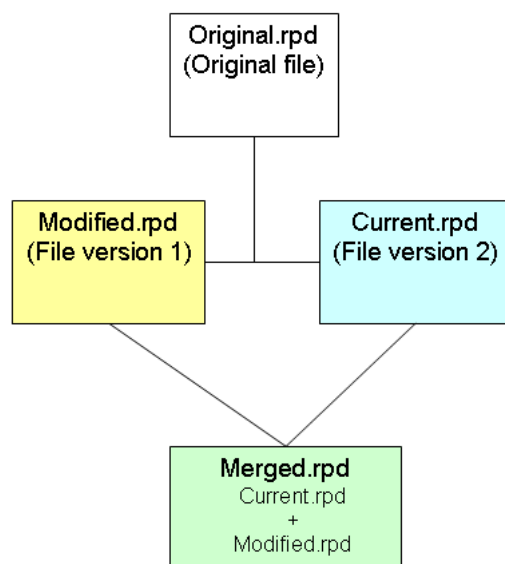 Original.rpd
(Original file)
Modified.rpd
(File version 1)
Current.rpd
(File version 2)
Merged.rpd
Current.rpd
+
Modified.rpd